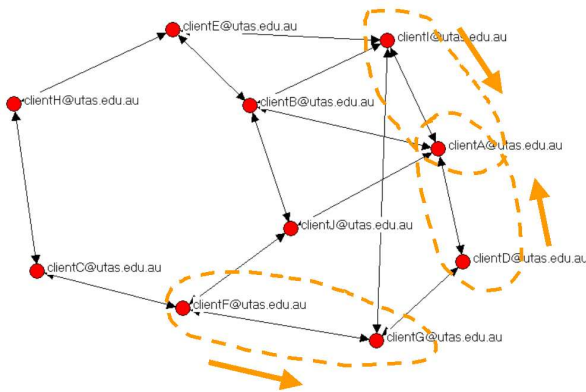 clientE@utas.edu.au
clientI@utas.edu.au
clientH@utas.edu.au
clientB@utas.edu.au
clientA@utas.edu.au
clientJ@utas.edu.au
clientD@utas.edu.au
clientC@utas.edu.au
clientF@utas.edu.au
clientG@utas.edu.au